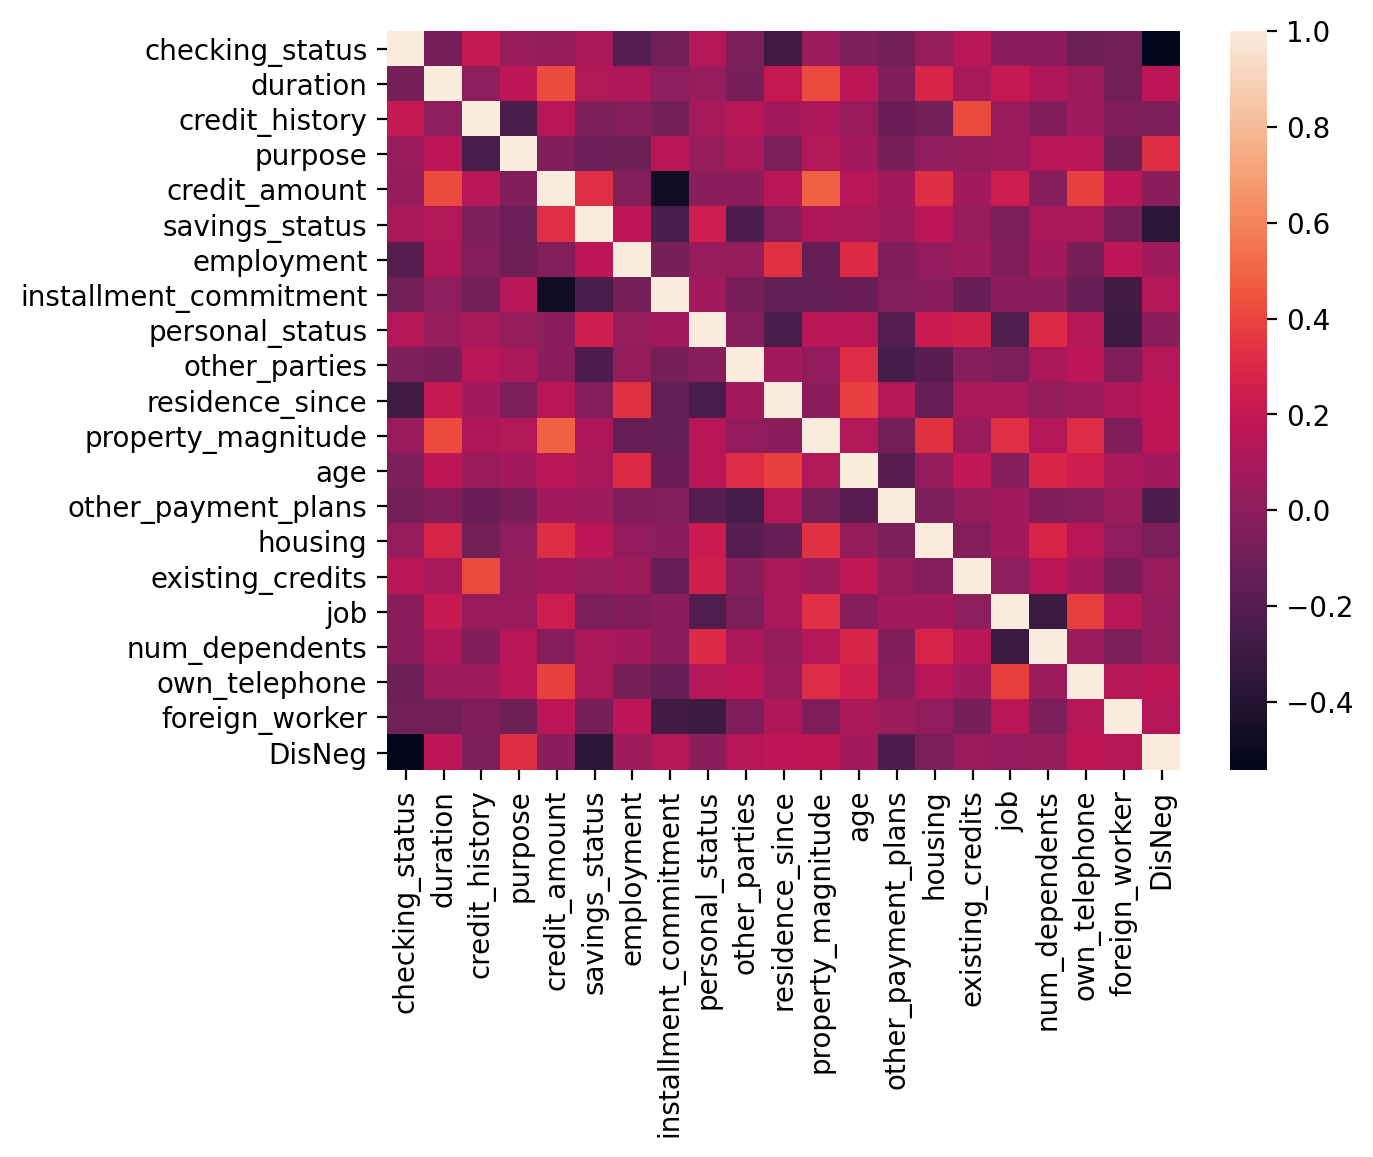 checking_status
duration
credit_history
purpose
credit_amount
savings_status
employment
installment_commitment
personal_status
other_parties
residence_since
property_magnitude
age
other_payment_plans
housing
existing_credits
job
num_dependents
own_telephone
foreign_worker
DisNeg
checking_status
duration
credit_history
purpose
credit_amount
savings_status
employment
installment_commitment
personal_status
other_parties
residence_since
property_magnitude
age
other_payment_plans
housing
existing_credits
job
num_dependents
own_telephone
foreign_worker
DisNeg
1.0
0.8
0.6
0.4
0.2
0.0
−0.2
−0.4